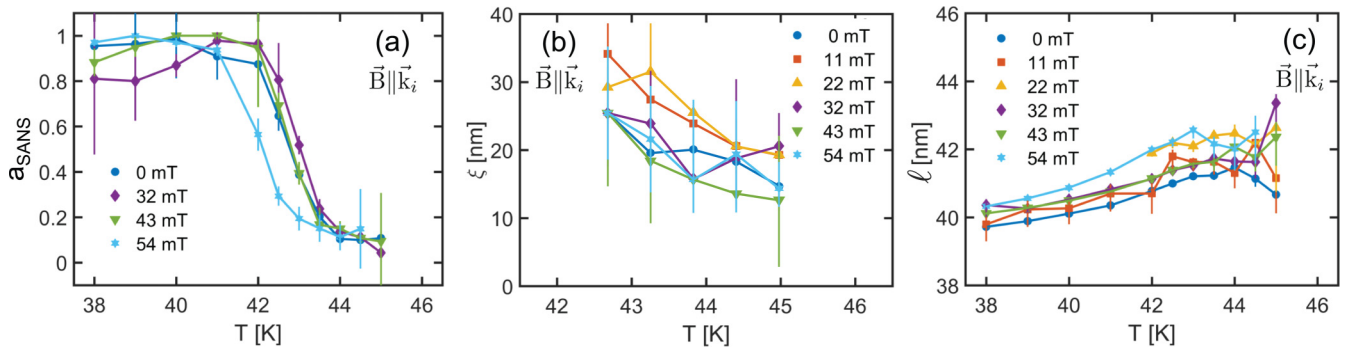 (a)
B⃗||k⃗ᵢ
a_SANS
1
0.8
0.6
0.4
0.2
0
0 mT
32 mT
43 mT
54 mT
38
40
42
44
46
T [K]
(b)
B⃗||k⃗ᵢ
ξ [nm]
40
30
20
10
0
0 mT
11 mT
22 mT
32 mT
43 mT
54 mT
42
43
44
45
46
T [K]
(c)
B⃗||k⃗ᵢ
ℓ [nm]
46
44
42
40
38
0 mT
11 mT
22 mT
32 mT
43 mT
54 mT
38
40
42
44
46
T [K]